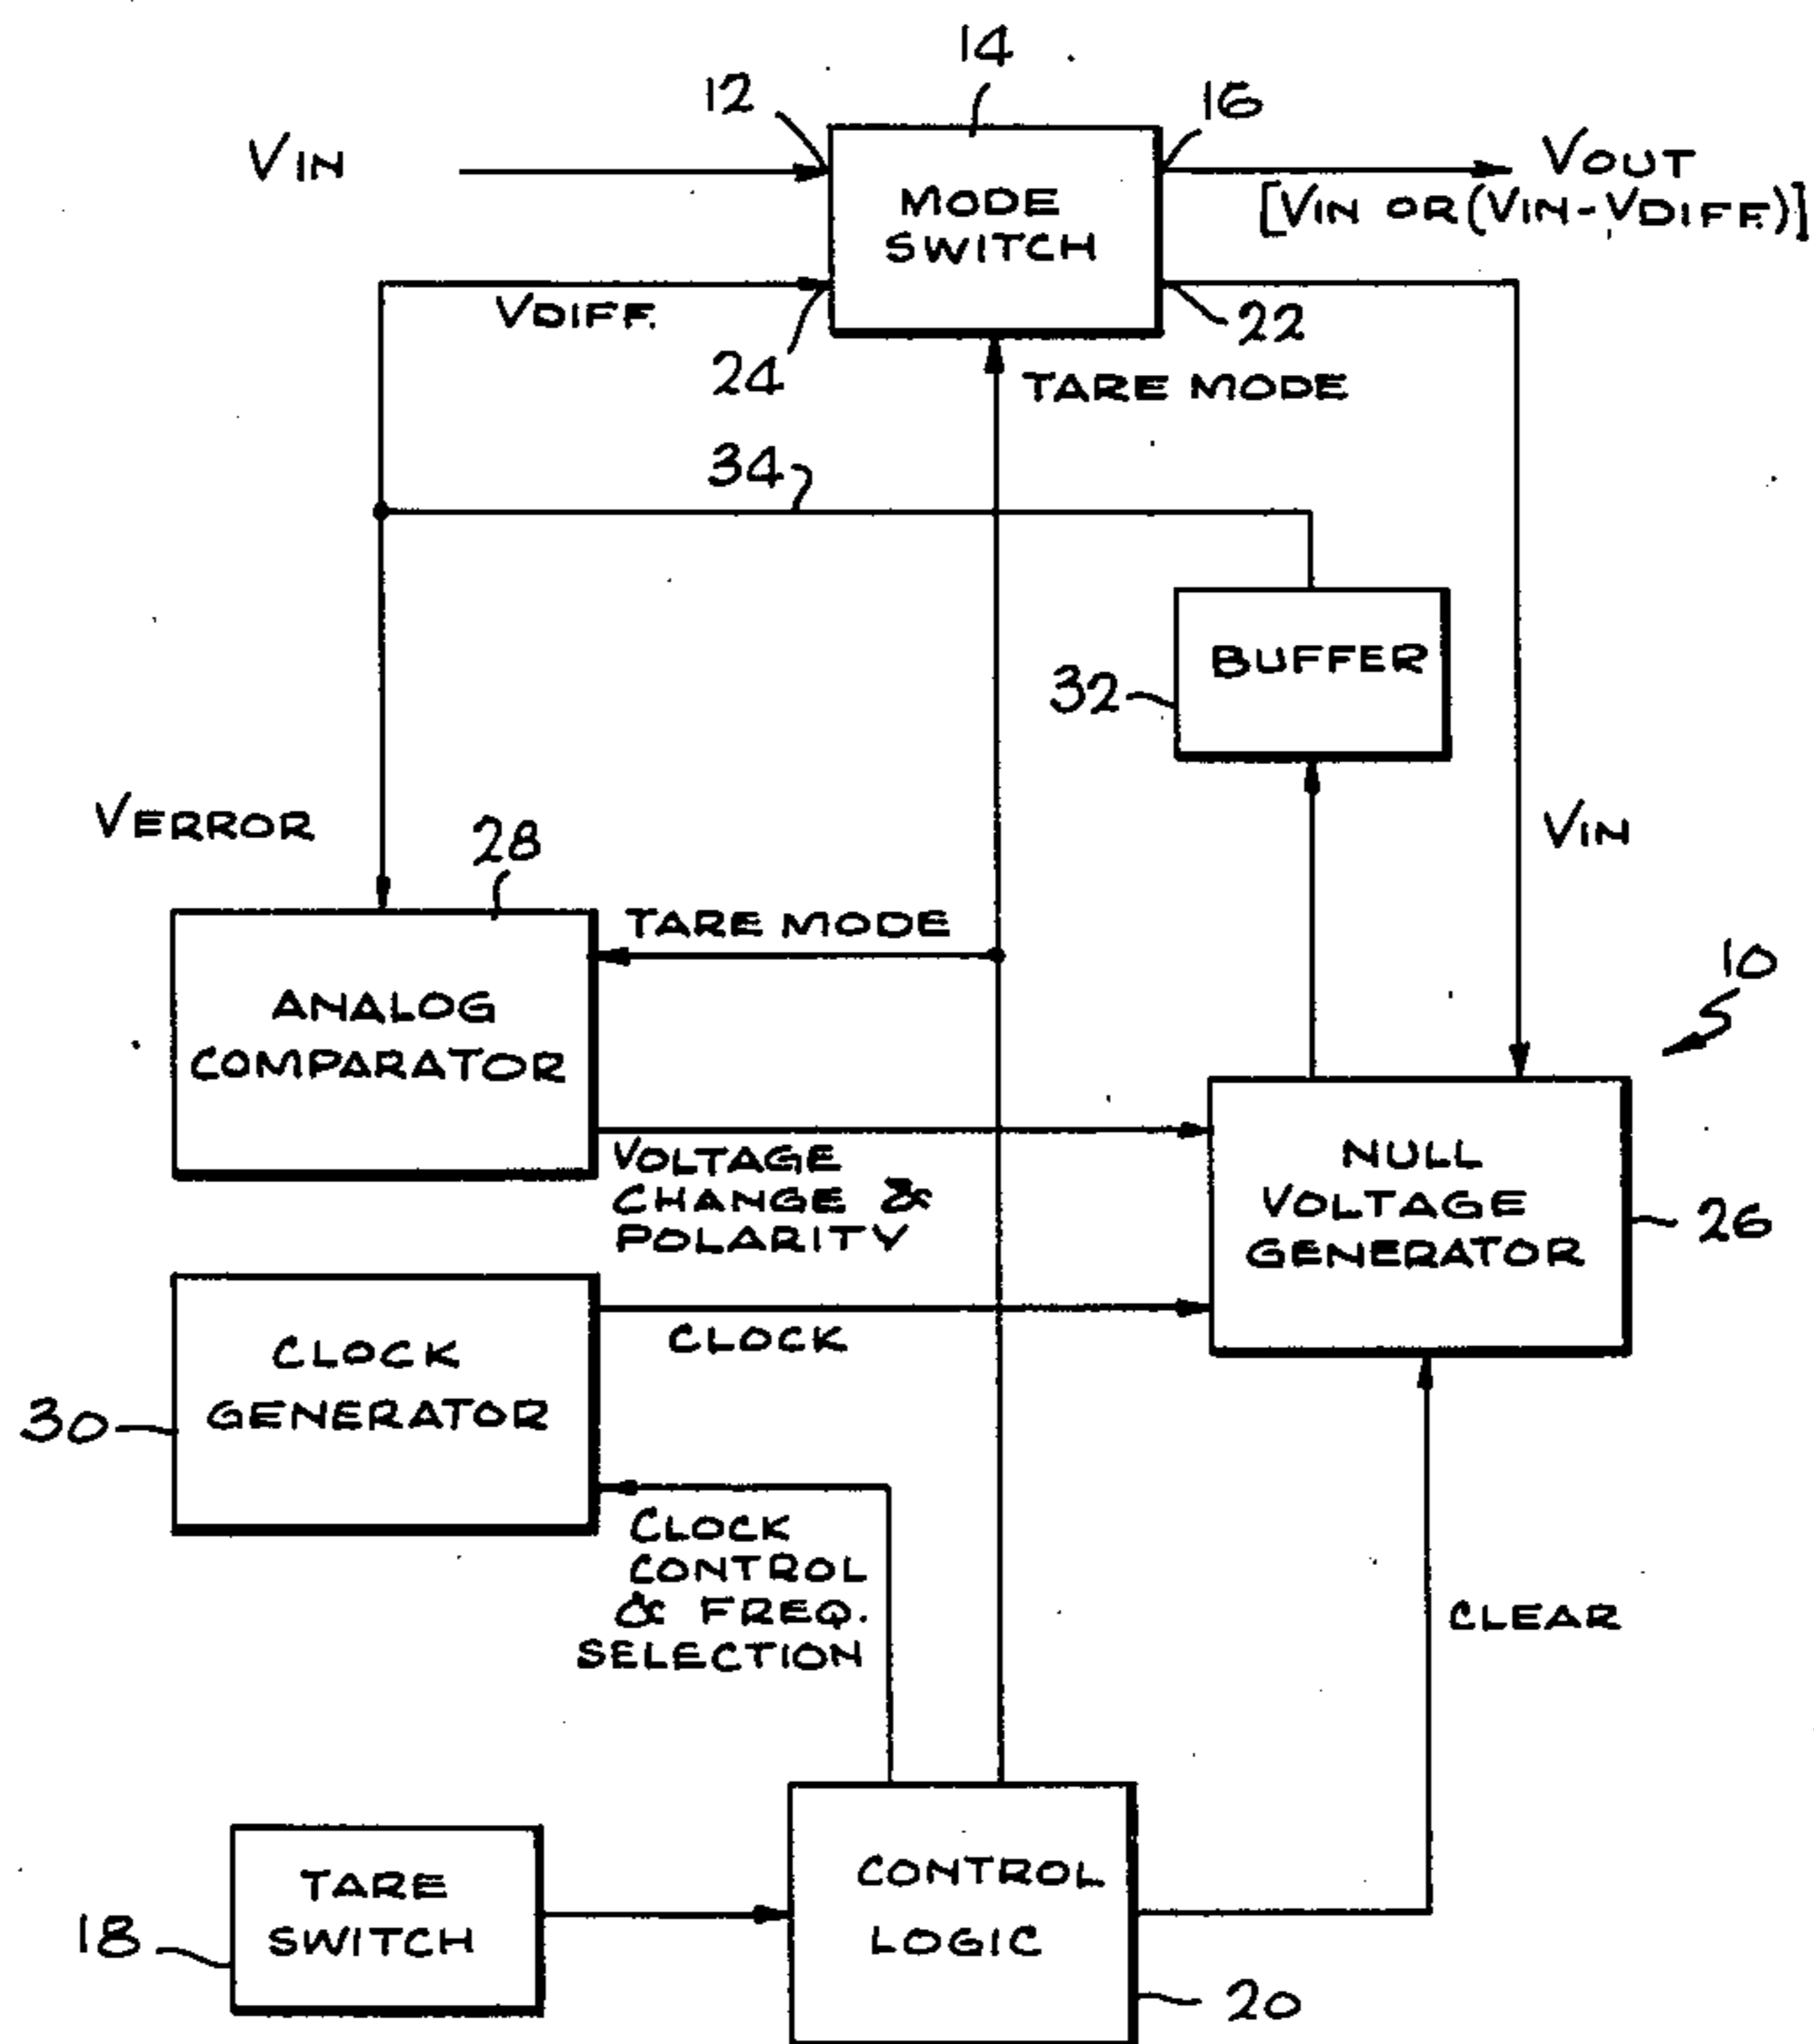 14
12
16
VIN
VOUT
[VIN OR (VIN-VDIFF.)]
MODE
SWITCH
VDIFF.
24
22
TARE MODE
34
BUFFER
32
VERROR
VIN
28
TARE MODE
10
ANALOG
COMPARATOR
VOLTAGE
CHANGE &
POLARITY
NULL
VOLTAGE
GENERATOR
26
CLOCK
CLOCK
GENERATOR
30
CLOCK
CONTROL
& FREQ.
SELECTION
CLEAR
TARE
SWITCH
18
CONTROL
LOGIC
20